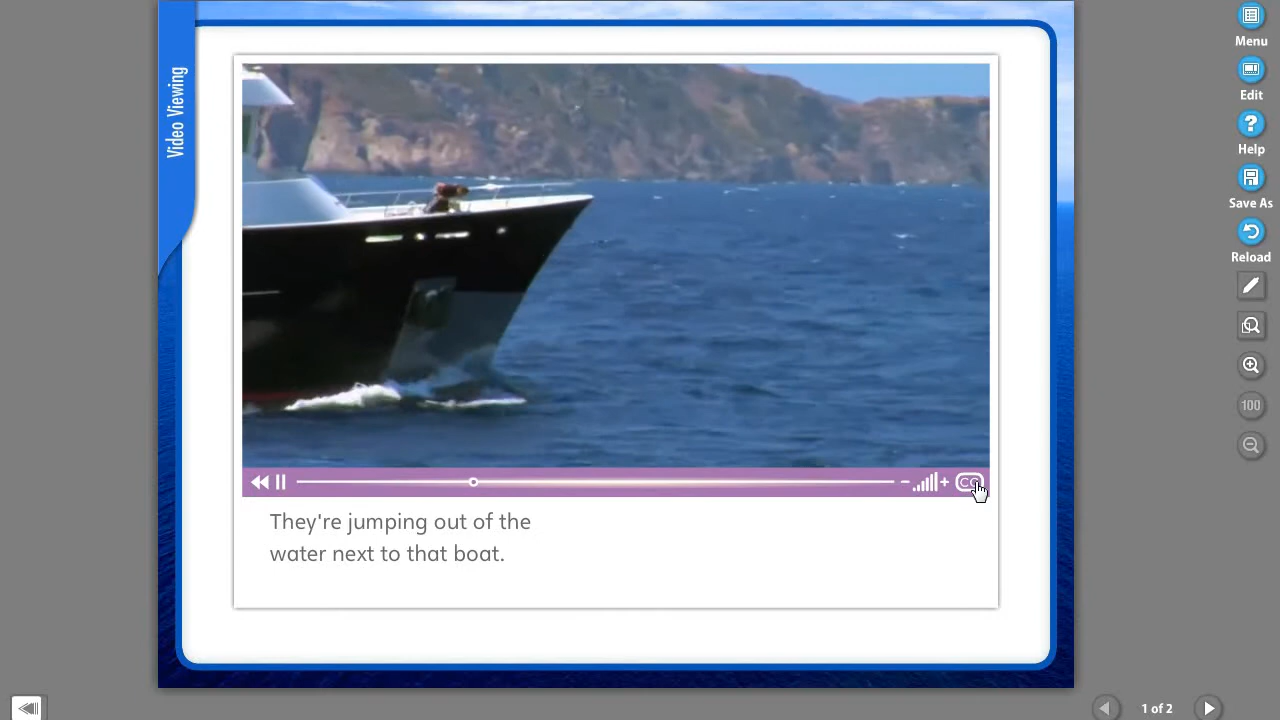 Video Viewing
Menu
Edit
?
Help
Save As
Reload
100
CC
They're jumping out of the
water next to that boat.
1 of 2